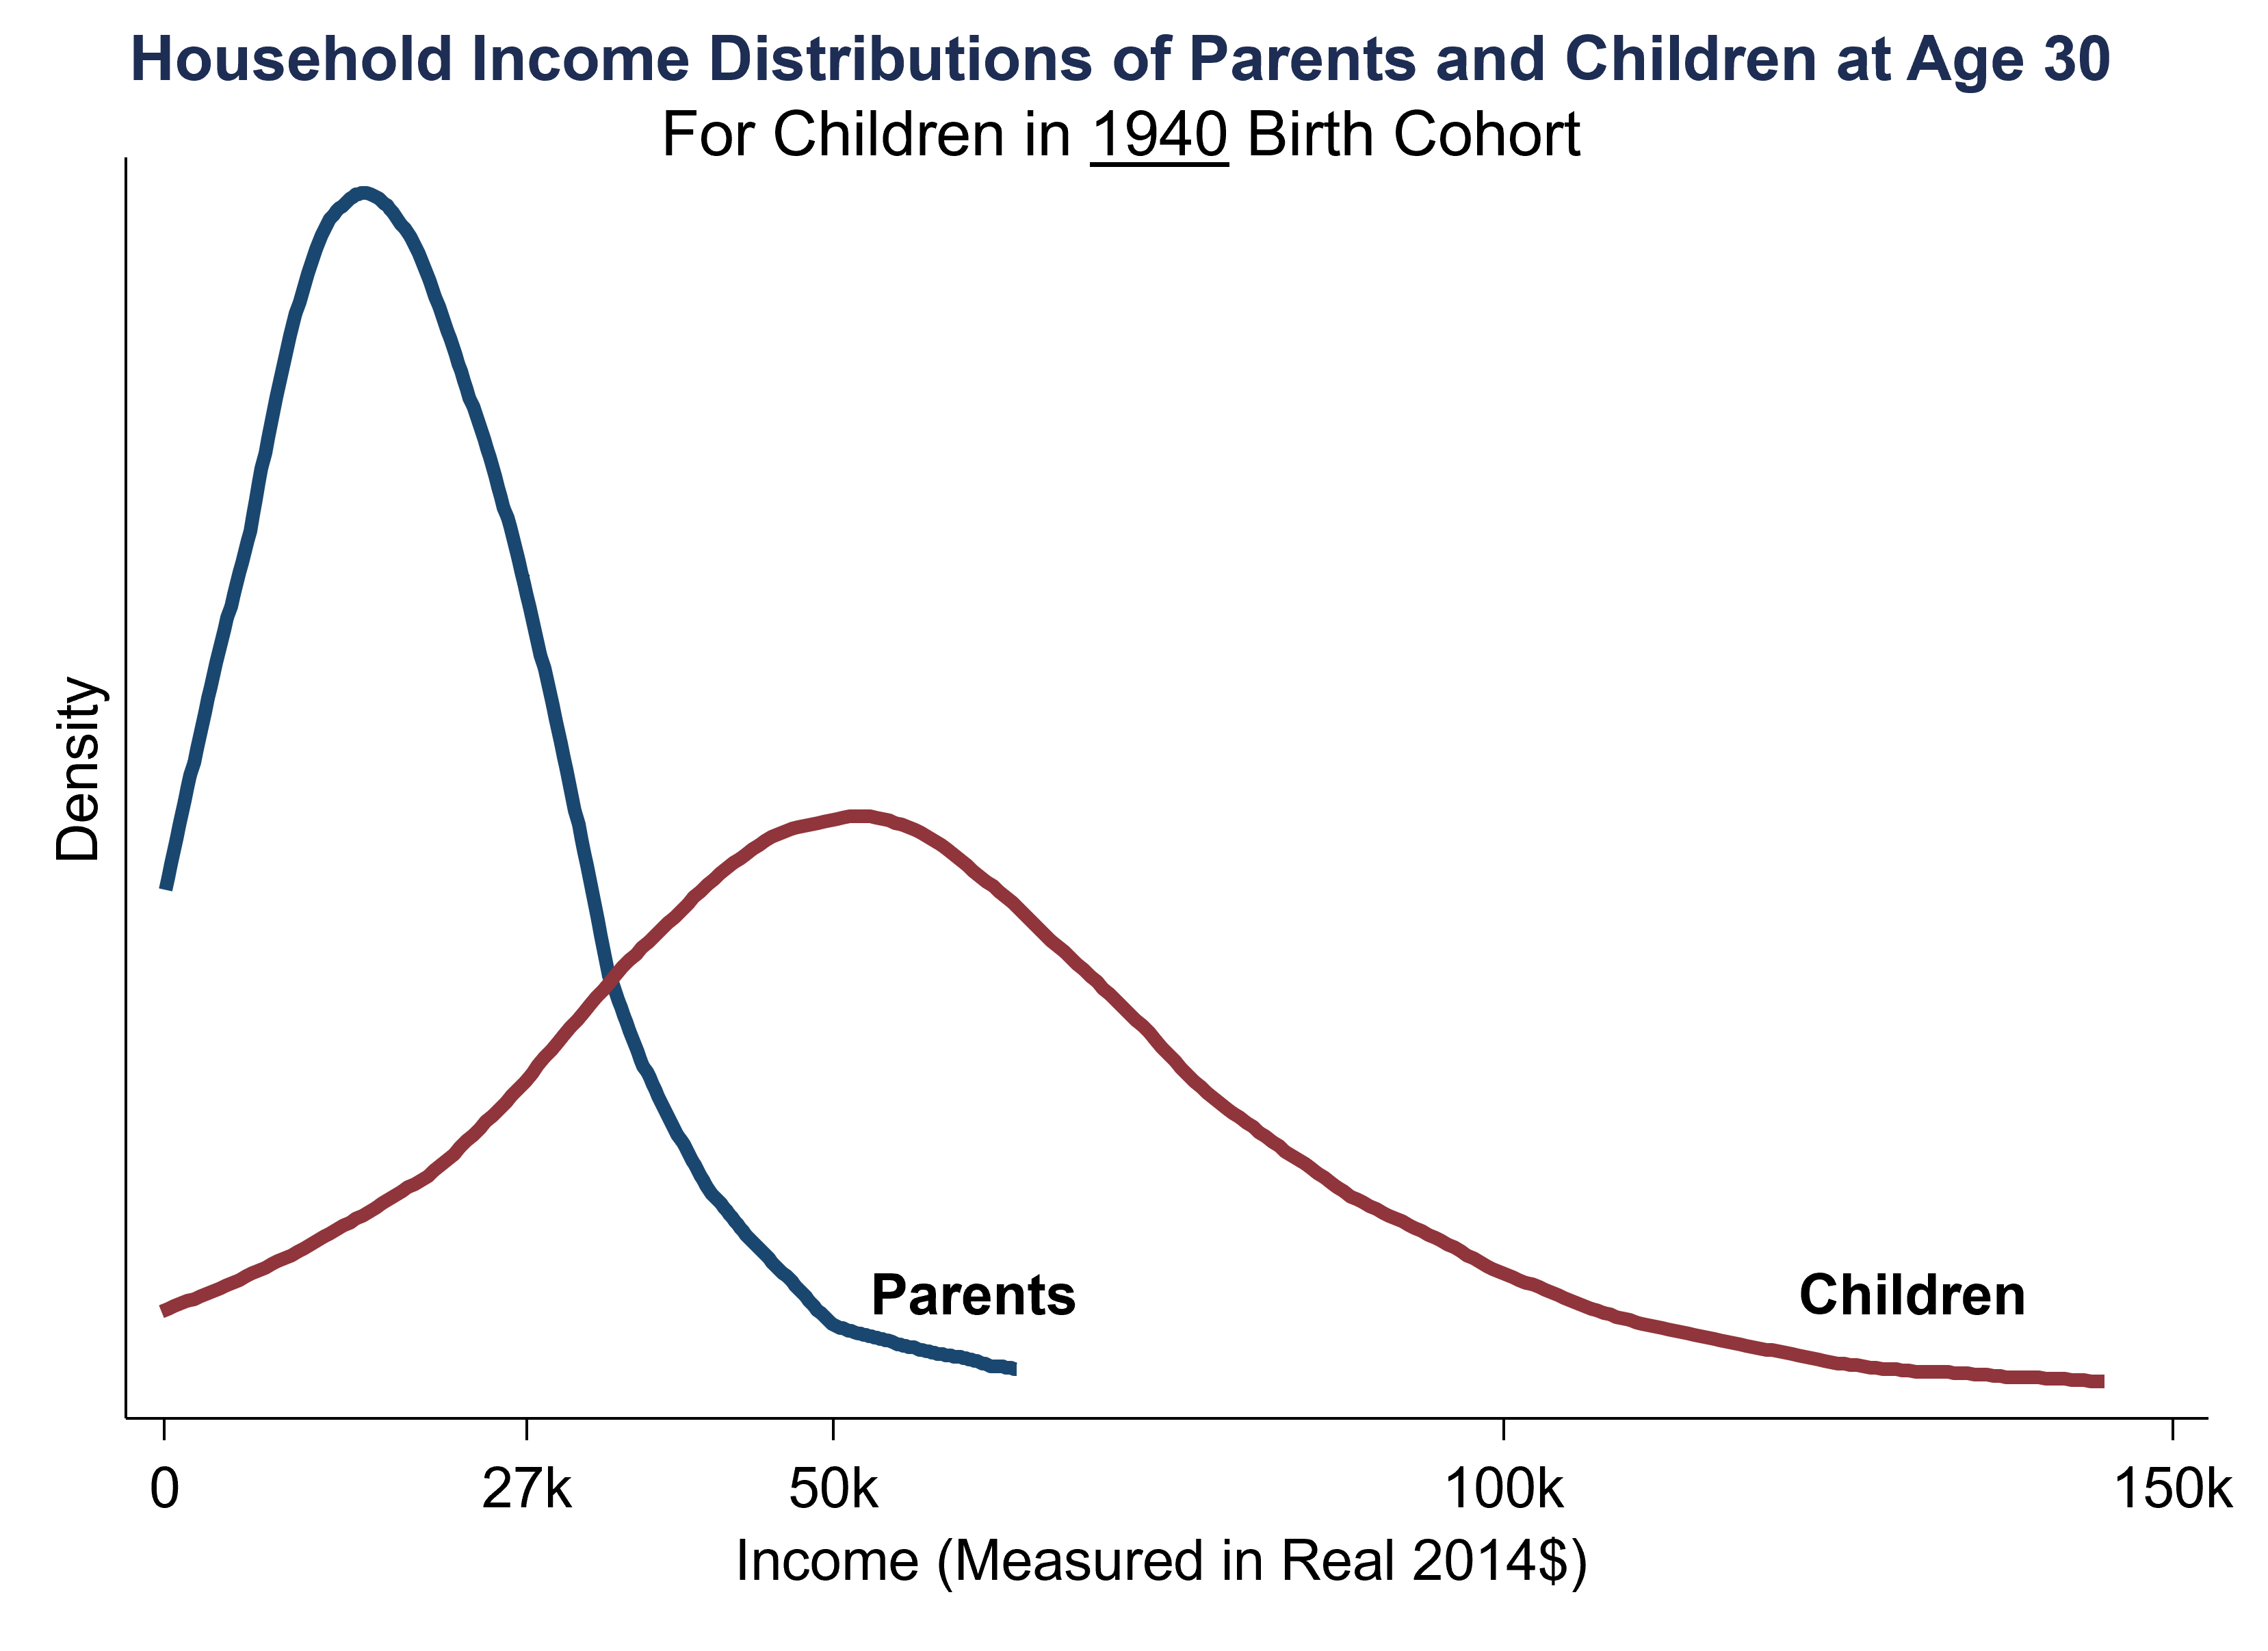 Household Income Distributions of Parents and Children at Age 30
For Children in 1940 Birth Cohort
Density
Parents
Children
0
27k
50k
100k
150k
Income (Measured in Real 2014$)